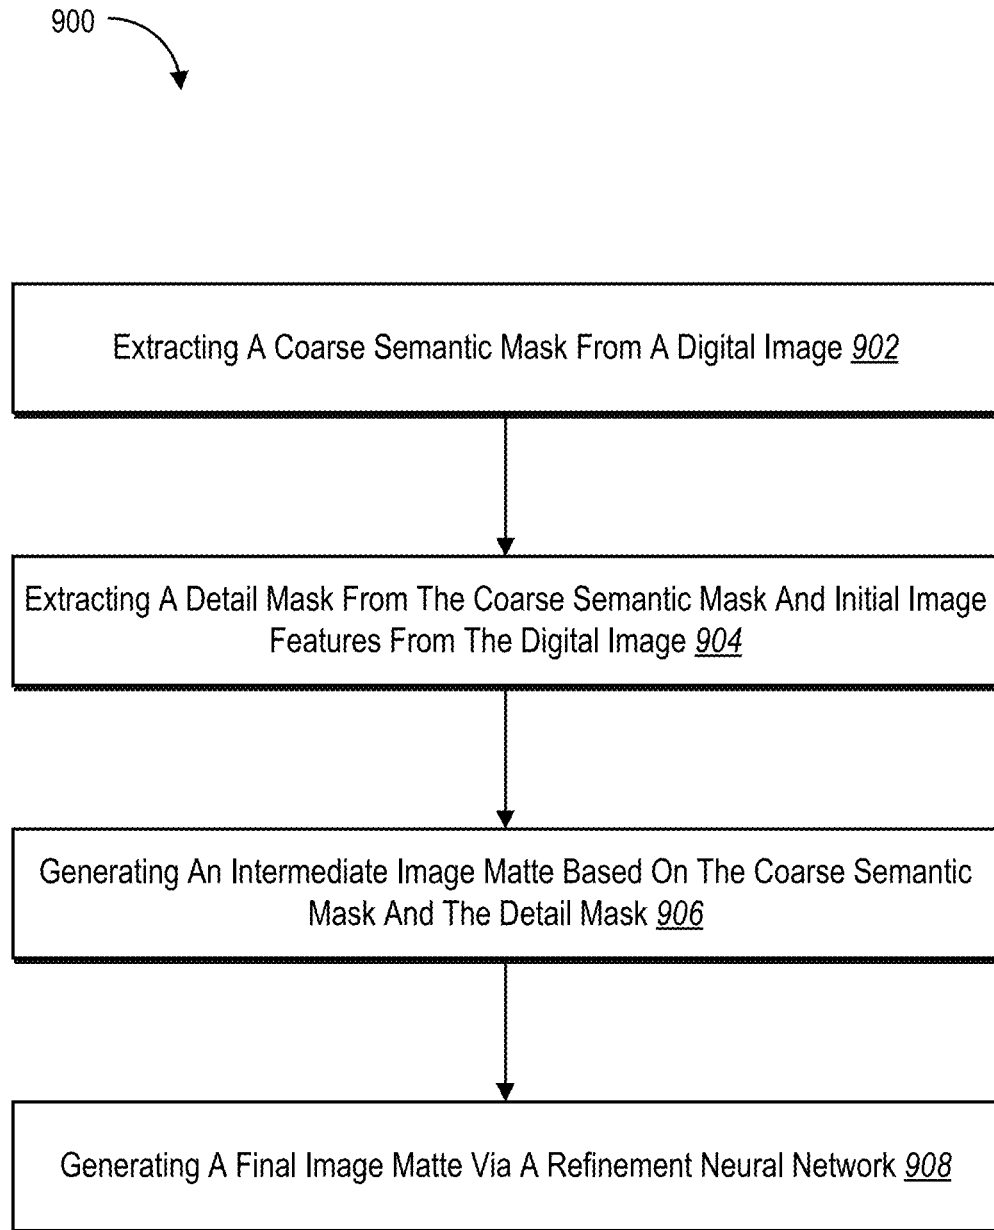 900
Extracting A Coarse Semantic Mask From A Digital Image 902
Extracting A Detail Mask From The Coarse Semantic Mask And Initial Image
Features From The Digital Image 904
Generating An Intermediate Image Matte Based On The Coarse Semantic
Mask And The Detail Mask 906
Generating A Final Image Matte Via A Refinement Neural Network 908